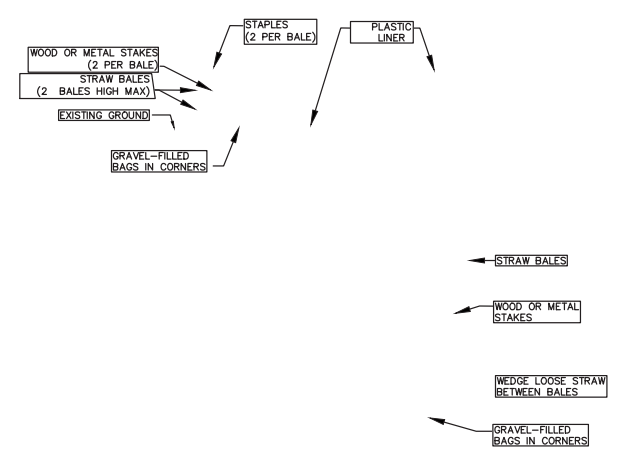 STAPLES
(2 PER BALE)
PLASTIC
LINER
WOOD OR METAL STAKES
(2 PER BALE)
STRAW BALES
(2 BALES HIGH MAX)
EXISTING GROUND
GRAVEL-FILLED
BAGS IN CORNERS
STRAW BALES
WOOD OR METAL
STAKES
WEDGE LOOSE STRAW
BETWEEN BALES
GRAVEL-FILLED
BAGS IN CORNERS